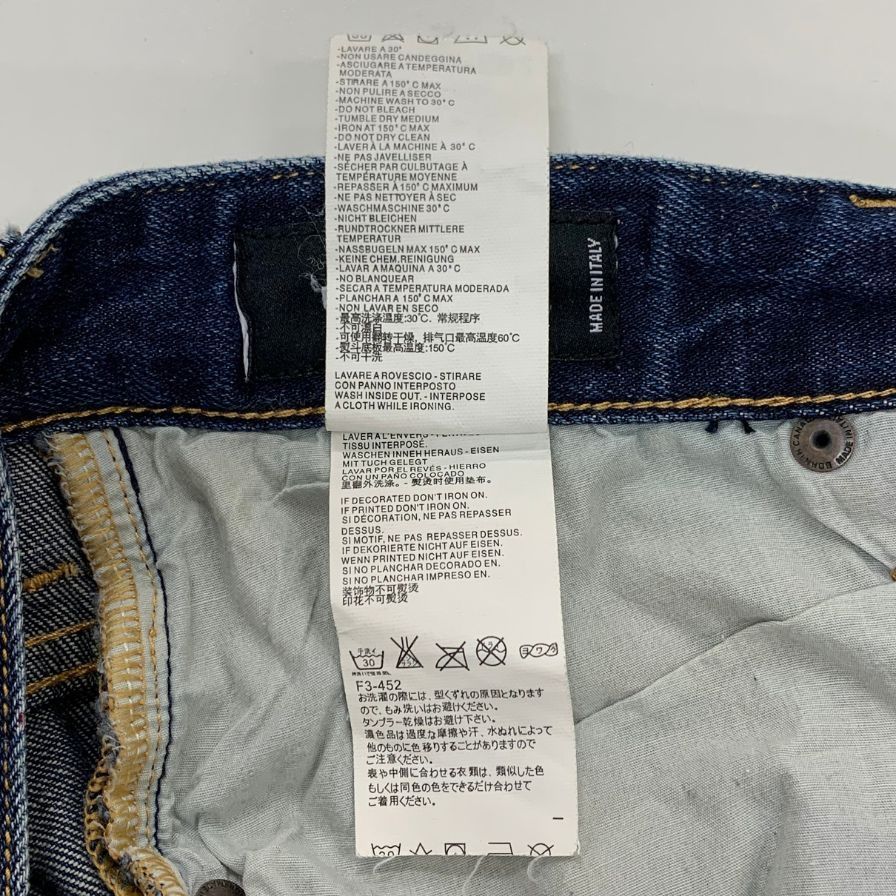 -LAVARE A 30°
-NON USARE CANDEGGINA
-ASCIUGARE A TEMPERATURA
MODERATA
-STIRARE A 150° C MAX
-NON PULIRE A SECCO
-MACHINE WASH TO 30°C
-DO NOT BLEACH
-TUMBLE DRY MEDIUM
-IRON AT 150°C MAX
-DO NOT DRY CLEAN
-LAVER À LA MACHINE À 30°C
-NE PAS JAVELLISER
-SÉCHER PAR CULBUTAGE À
TEMPÉRATURE MOYENNE
-REPASSER À 150°C MAXIMUM
-NE PAS NETTOYER À SEC
-WASCHMASCHINE 30°C
-NICHT BLEICHEN
-RUNDTROCKNER MITTLERE
TEMPERATUR
-NASSBUGELN MAX 150° C MAX
-KEINE CHEM.REINIGUNG
-LAVAR A MAQUINA A 30° C
-NO BLANQUEAR
-SECAR A TEMPERATURA MODERADA
-PLANCHAR A 150°C MAX
-NON LAVAR EN SECO
-最高洗涤温度:30℃．常规程序
-不可漂白
-可使用翻转干燥，排气口最高温度60℃
-熨斗底板最高温度:150℃
-不可干洗
LAVARE A ROVESCIO - STIRARE
CON PANNO INTERPOSTO
WASH INSIDE OUT. - INTERPOSE
A CLOTH WHILE IRONING.
MADE IN ITALY
LAVER A L'ENVERS - REPASSER
TISSU INTERPOSÉ.
WASCHEN INNEN HERAUS - EISEN
MIT TUCH GELEGT
LAVAR POR EL REVÉS - HIERRO
CON UN PAÑO COLOCADO
里翻外洗涤．- 熨烫时使用垫布。
IF DECORATED DON'T IRON ON.
IF PRINTED DON'T IRON ON.
SI DÉCORATION, NE PAS REPASSER
DESSUS.
SI MOTIF, NE PAS REPASSER DESSUS.
IF DEKORIERTE NICHT AUF EISEN.
WENN PRINTED NICHT AUF EISEN.
SI NO PLANCHAR DECORADO EN.
SI NO PLANCHAR IMPRESO EN.
装饰物不可熨烫
印花不可熨烫
手洗イ
30
ヨワク
F3-452
お洗濯の際には、型くずれの原因となります
ので、もみ洗いはお避けください。
タンブラー乾燥はお避け下さい。
濃色品は過度な摩擦や汗、水ぬれによって
他のものに色移りすることがありますので
ご注意ください。
表や中側に合わせる衣類は、類似した色
もしくは同色の色をできるだけ合わせて
ご着用ください。